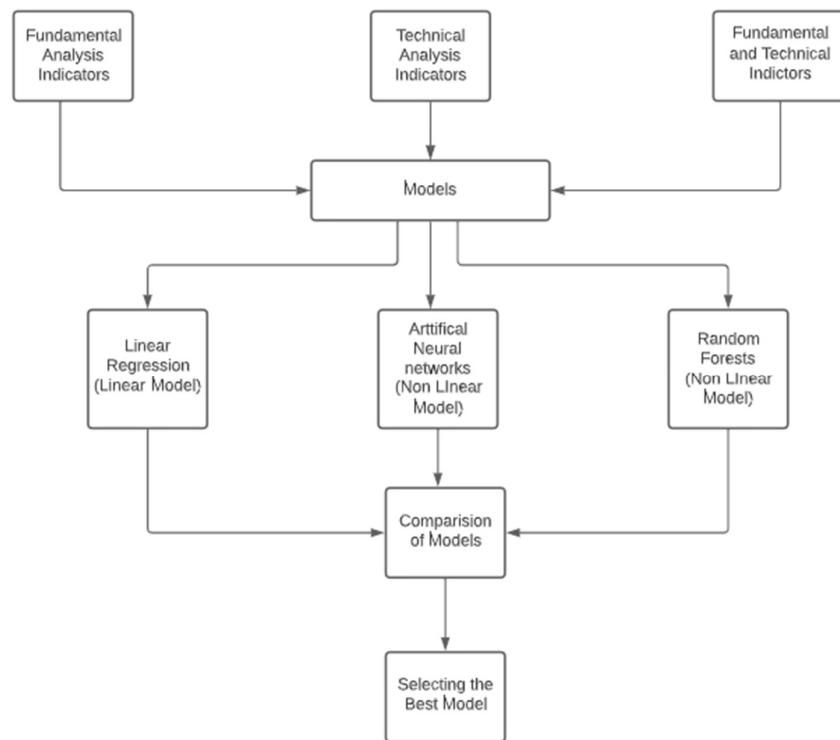 Fundamental
Analysis
Indicators
Technical
Analysis
Indicators
Fundamental
and Technical
Indictors
Models
Linear
Regression
(Linear Model)
Arttifical
Neural
networks
(Non LInear
Model)
Random
Forests
(Non LInear
Model)
Comparision
of Models
Selecting the
Best Model